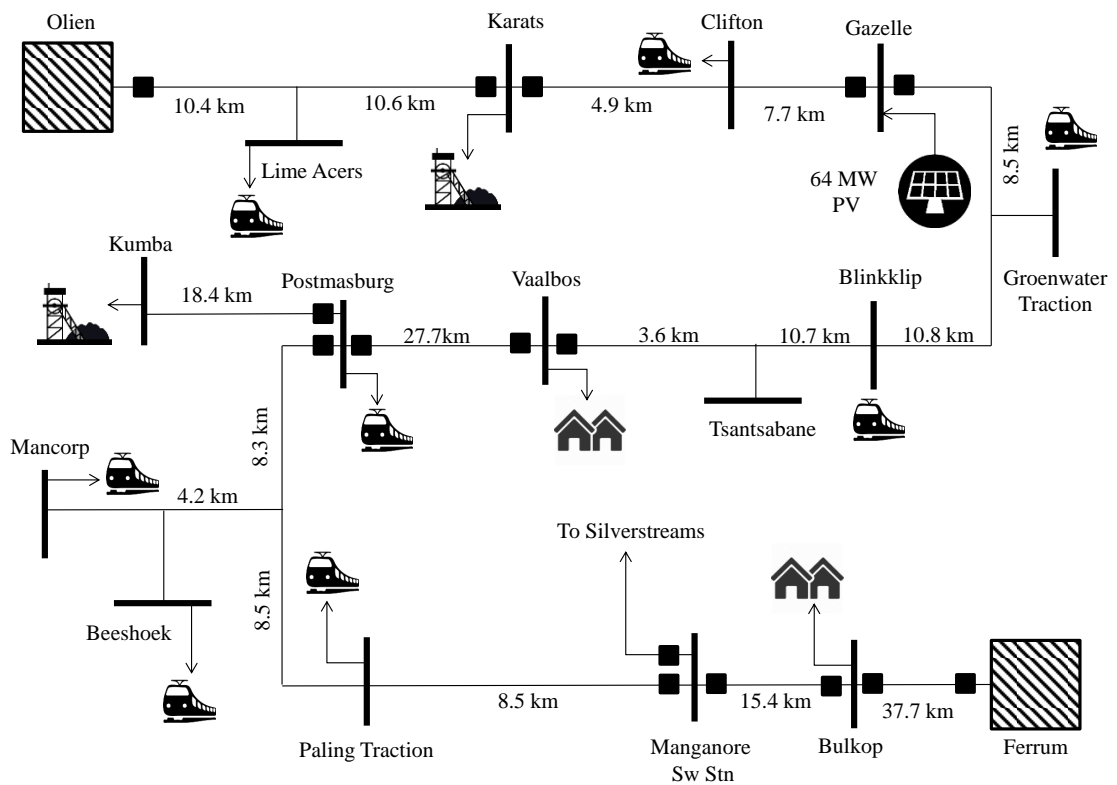 Olien
Karats
Clifton
Gazelle
10.4 km
10.6 km
4.9 km
7.7 km
8.5 km
Lime Acers
64 MW
PV
Groenwater
Traction
Kumba
18.4 km
Postmasburg
Vaalbos
Blinkklip
27.7km
3.6 km
10.7 km
10.8 km
Tsantsabane
8.3 km
Mancorp
4.2 km
To Silverstreams
Beeshoek
8.5 km
8.5 km
15.4 km
37.7 km
Paling Traction
Manganore
Sw Stn
Bulkop
Ferrum